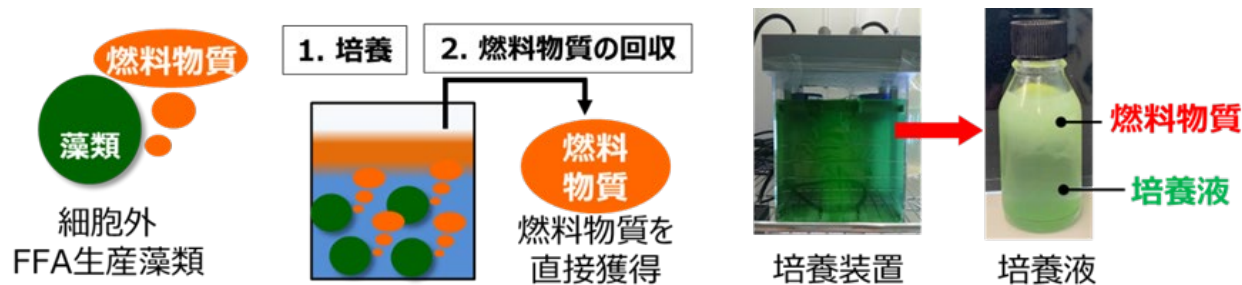 燃料物質
藻類
細胞外
FFA生産藻類
1. 培養
2. 燃料物質の回収
燃料
物質
燃料物質を
直接獲得
培養装置
燃料物質
培養液
培養液